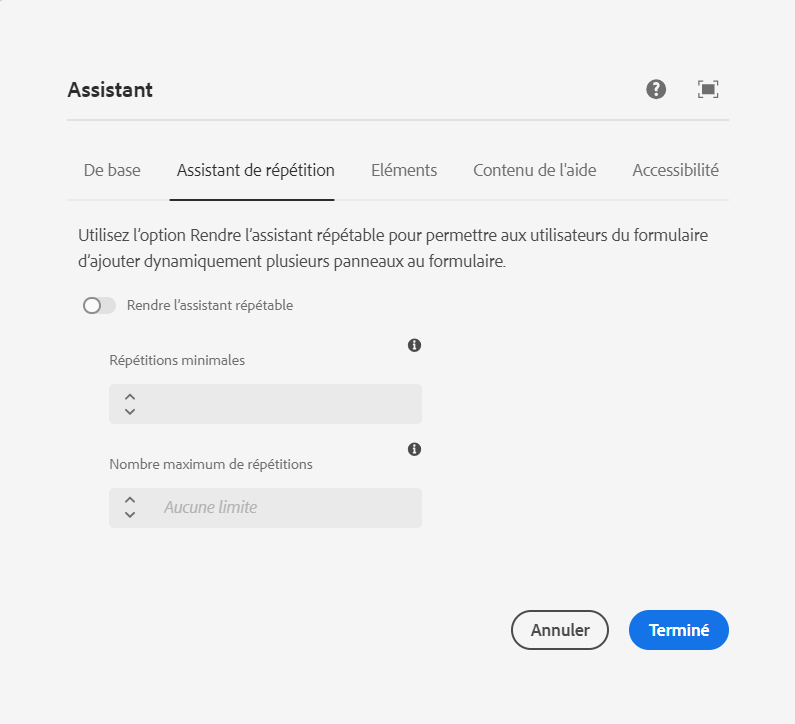 Assistant
De base
Assistant de répétition
Eléments
Contenu de l'aide
Accessibilité
Utilisez l’option Rendre l’assistant répétable pour permettre aux utilisateurs du formulaire
d’ajouter dynamiquement plusieurs panneaux au formulaire.
Rendre l’assistant répétable
Répétitions minimales
Nombre maximum de répétitions
Aucune limite
Annuler
Terminé